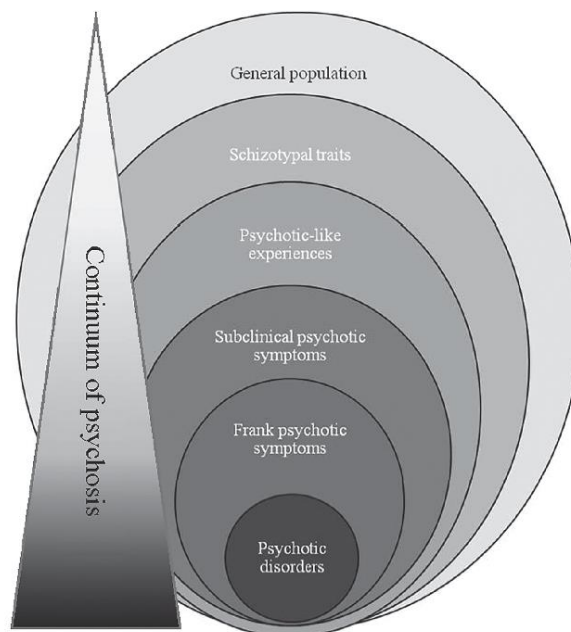 General population
Schizotypal traits
Psychotic-like
experiences
Subclinical psychotic
symptoms
Frank psychotic
symptoms
Psychotic
disorders
Continuum of psychosis